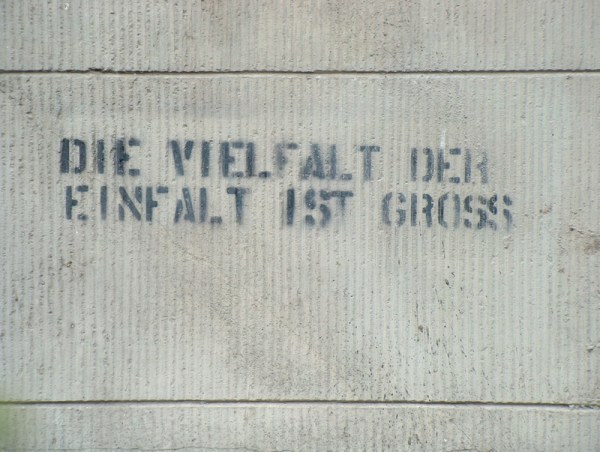 DIE VIELFALT DER
EINFALT IST GROSS